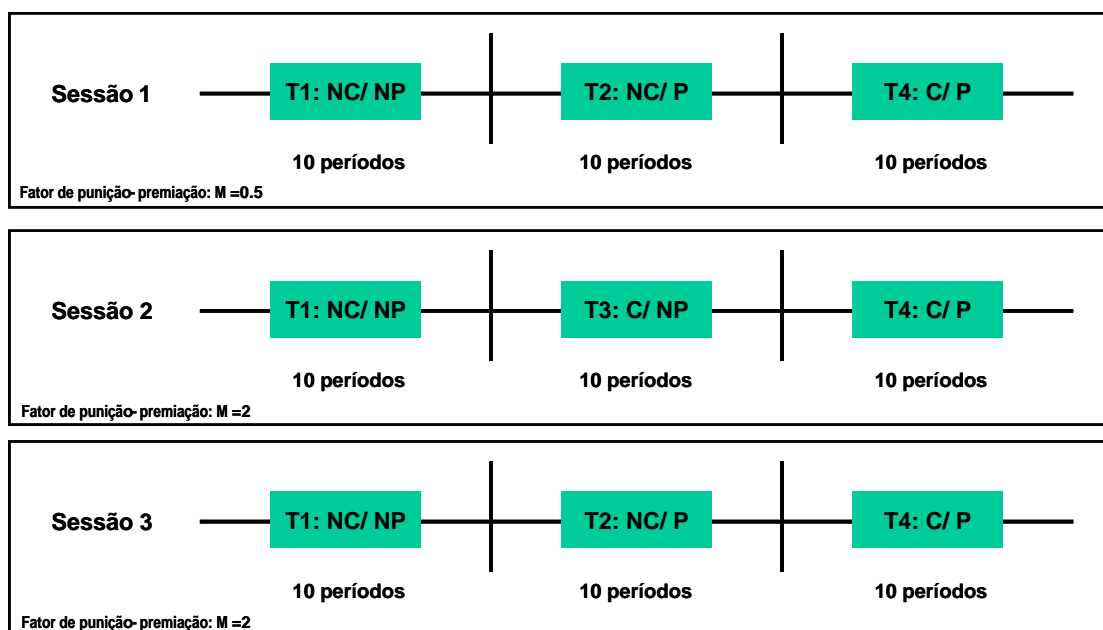 Sessão 1
T1: NC/ NP
T2: NC/ P
T4: C/ P
10 períodos
10 períodos
10 períodos
Fator de punição- premiação: M =0.5
Sessão 2
T1: NC/ NP
T3: C/ NP
T4: C/ P
10 períodos
10 períodos
10 períodos
Fator de punição- premiação: M =2
Sessão 3
T1: NC/ NP
T2: NC/ P
T4: C/ P
10 períodos
10 períodos
10 períodos
Fator de punição- premiação: M =2